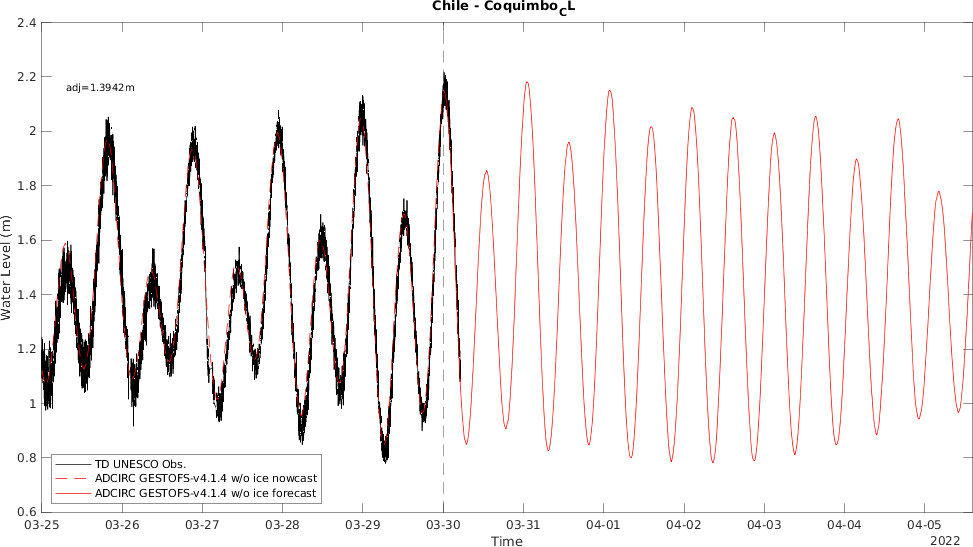 Chile - Coquimbo_CL
2.4
2.2
2
1.8
1.6
1.4
1.2
1
0.8
0.6
Water Level (m)
adj=1.3942m
TD UNESCO Obs.
ADCIRC GESTOFS-v4.1.4 w/o ice nowcast
ADCIRC GESTOFS-v4.1.4 w/o ice forecast
03-25 03-26 03-27 03-28 03-29 03-30 03-31 04-01 04-02 04-03 04-04 04-05
Time
2022